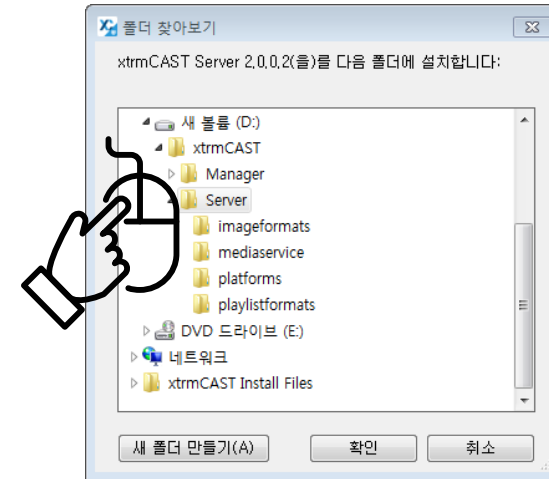 폴더 찾아보기
xtrmCAST Server 2.0.0.2(을)를 다음 폴더에 설치합니다:
새 볼륨 (D:)
xtrmCAST
Manager
Server
imageformats
mediaservice
platforms
playlistformats
DVD 드라이브 (E:)
네트워크
xtrmCAST Install Files
새 폴더 만들기(A) 확인 취소